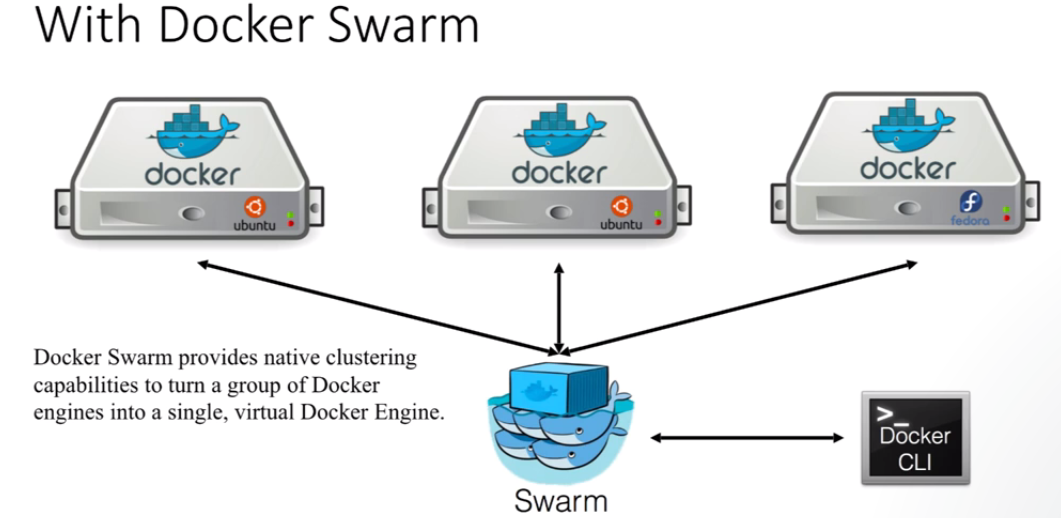 With Docker Swarm
docker
ubuntu
docker
ubuntu
docker
fedora
Docker Swarm provides native clustering
capabilities to turn a group of Docker
engines into a single, virtual Docker Engine.
Swarm
>_
Docker
CLI